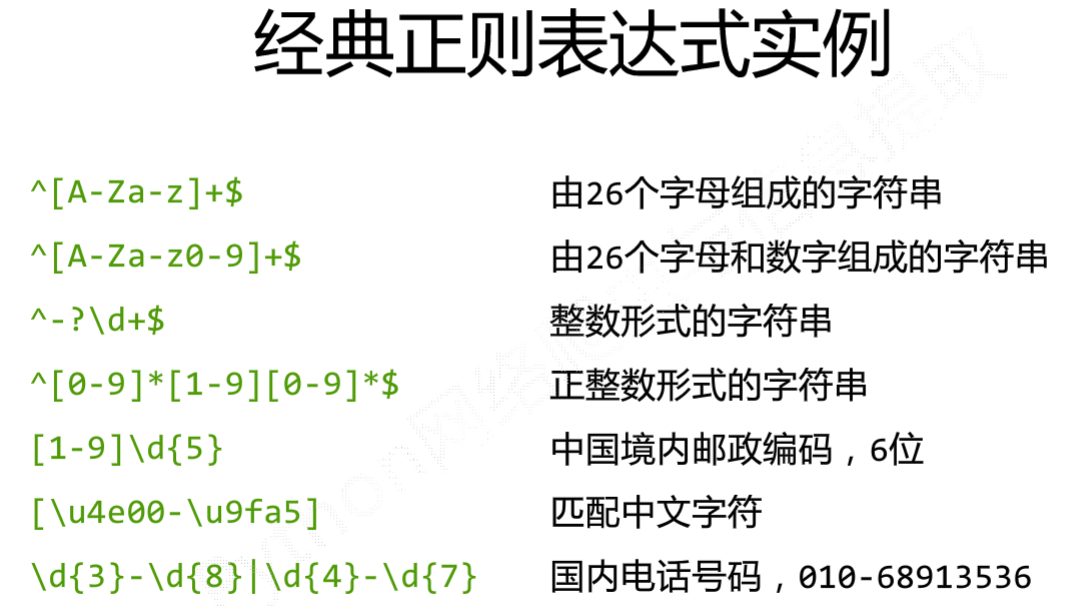 经典正则表达式实例
^[A-Za-z]+$ 由26个字母组成的字符串
^[A-Za-z0-9]+$ 由26个字母和数字组成的字符串
^-?\d+$ 整数形式的字符串
^[0-9]*[1-9][0-9]*$ 正整数形式的字符串
[1-9]\d{5} 中国境内邮政编码，6位
[\u4e00-\u9fa5] 匹配中文字符
\d{3}-\d{8}|\d{4}-\d{7} 国内电话号码，010-68913536